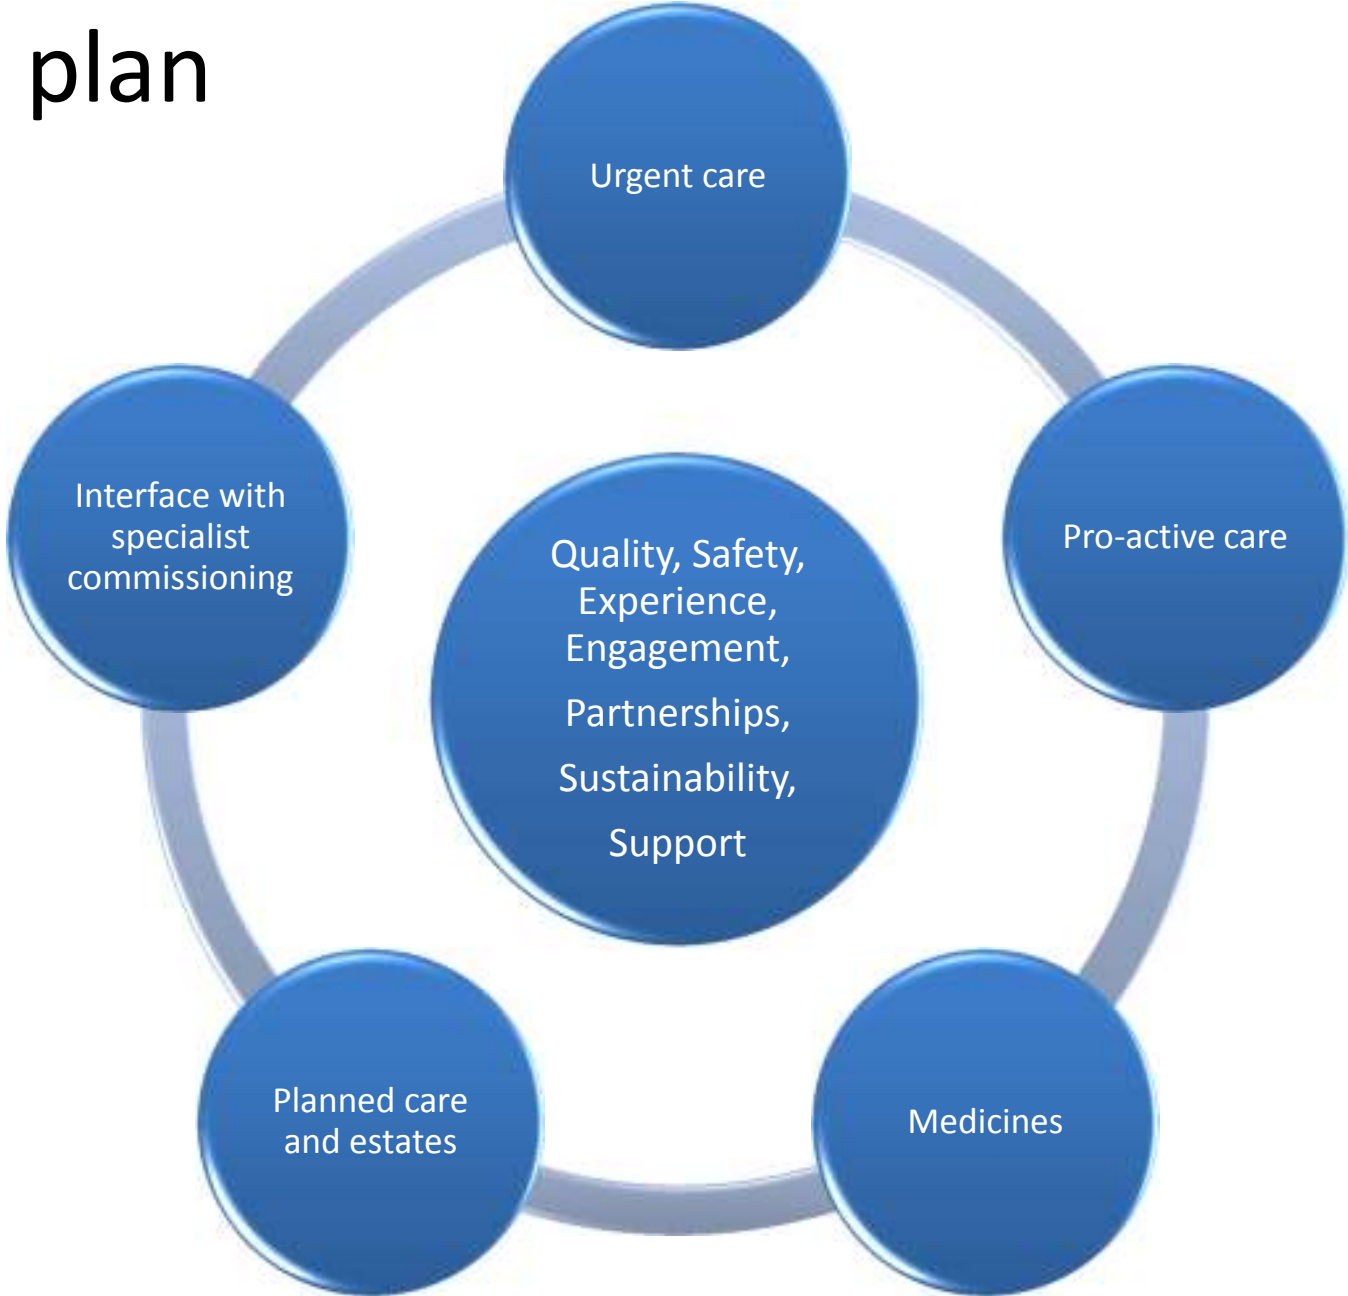 plan
Urgent care
Pro-active care
Medicines
Planned care
and estates
Interface with
specialist
commissioning
Quality, Safety,
Experience,
Engagement,
Partnerships,
Sustainability,
Support